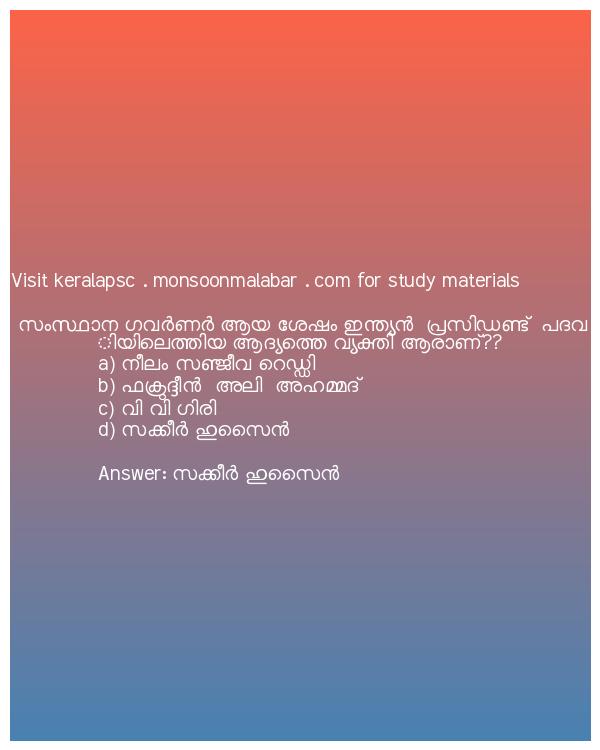 Visit keralapsc . monsoonmalabar . com for study materials
സംസ്ഥാന ഗവർണർ ആയ ശേഷം ഇന്ത്യൻ പ്രസിഡണ്ട് പദവ
ിയിലെത്തിയ ആദ്യത്തെ വ്യക്തി ആരാണ്??
a) നീലം സഞ്ജീവ റെഡ്ഡി
b) ഫക്രുദ്ദീൻ അലി അഹമ്മദ്
c) വി വി ഗിരി
d) സക്കീർ ഹുസൈൻ
Answer: സക്കീർ ഹുസൈൻ